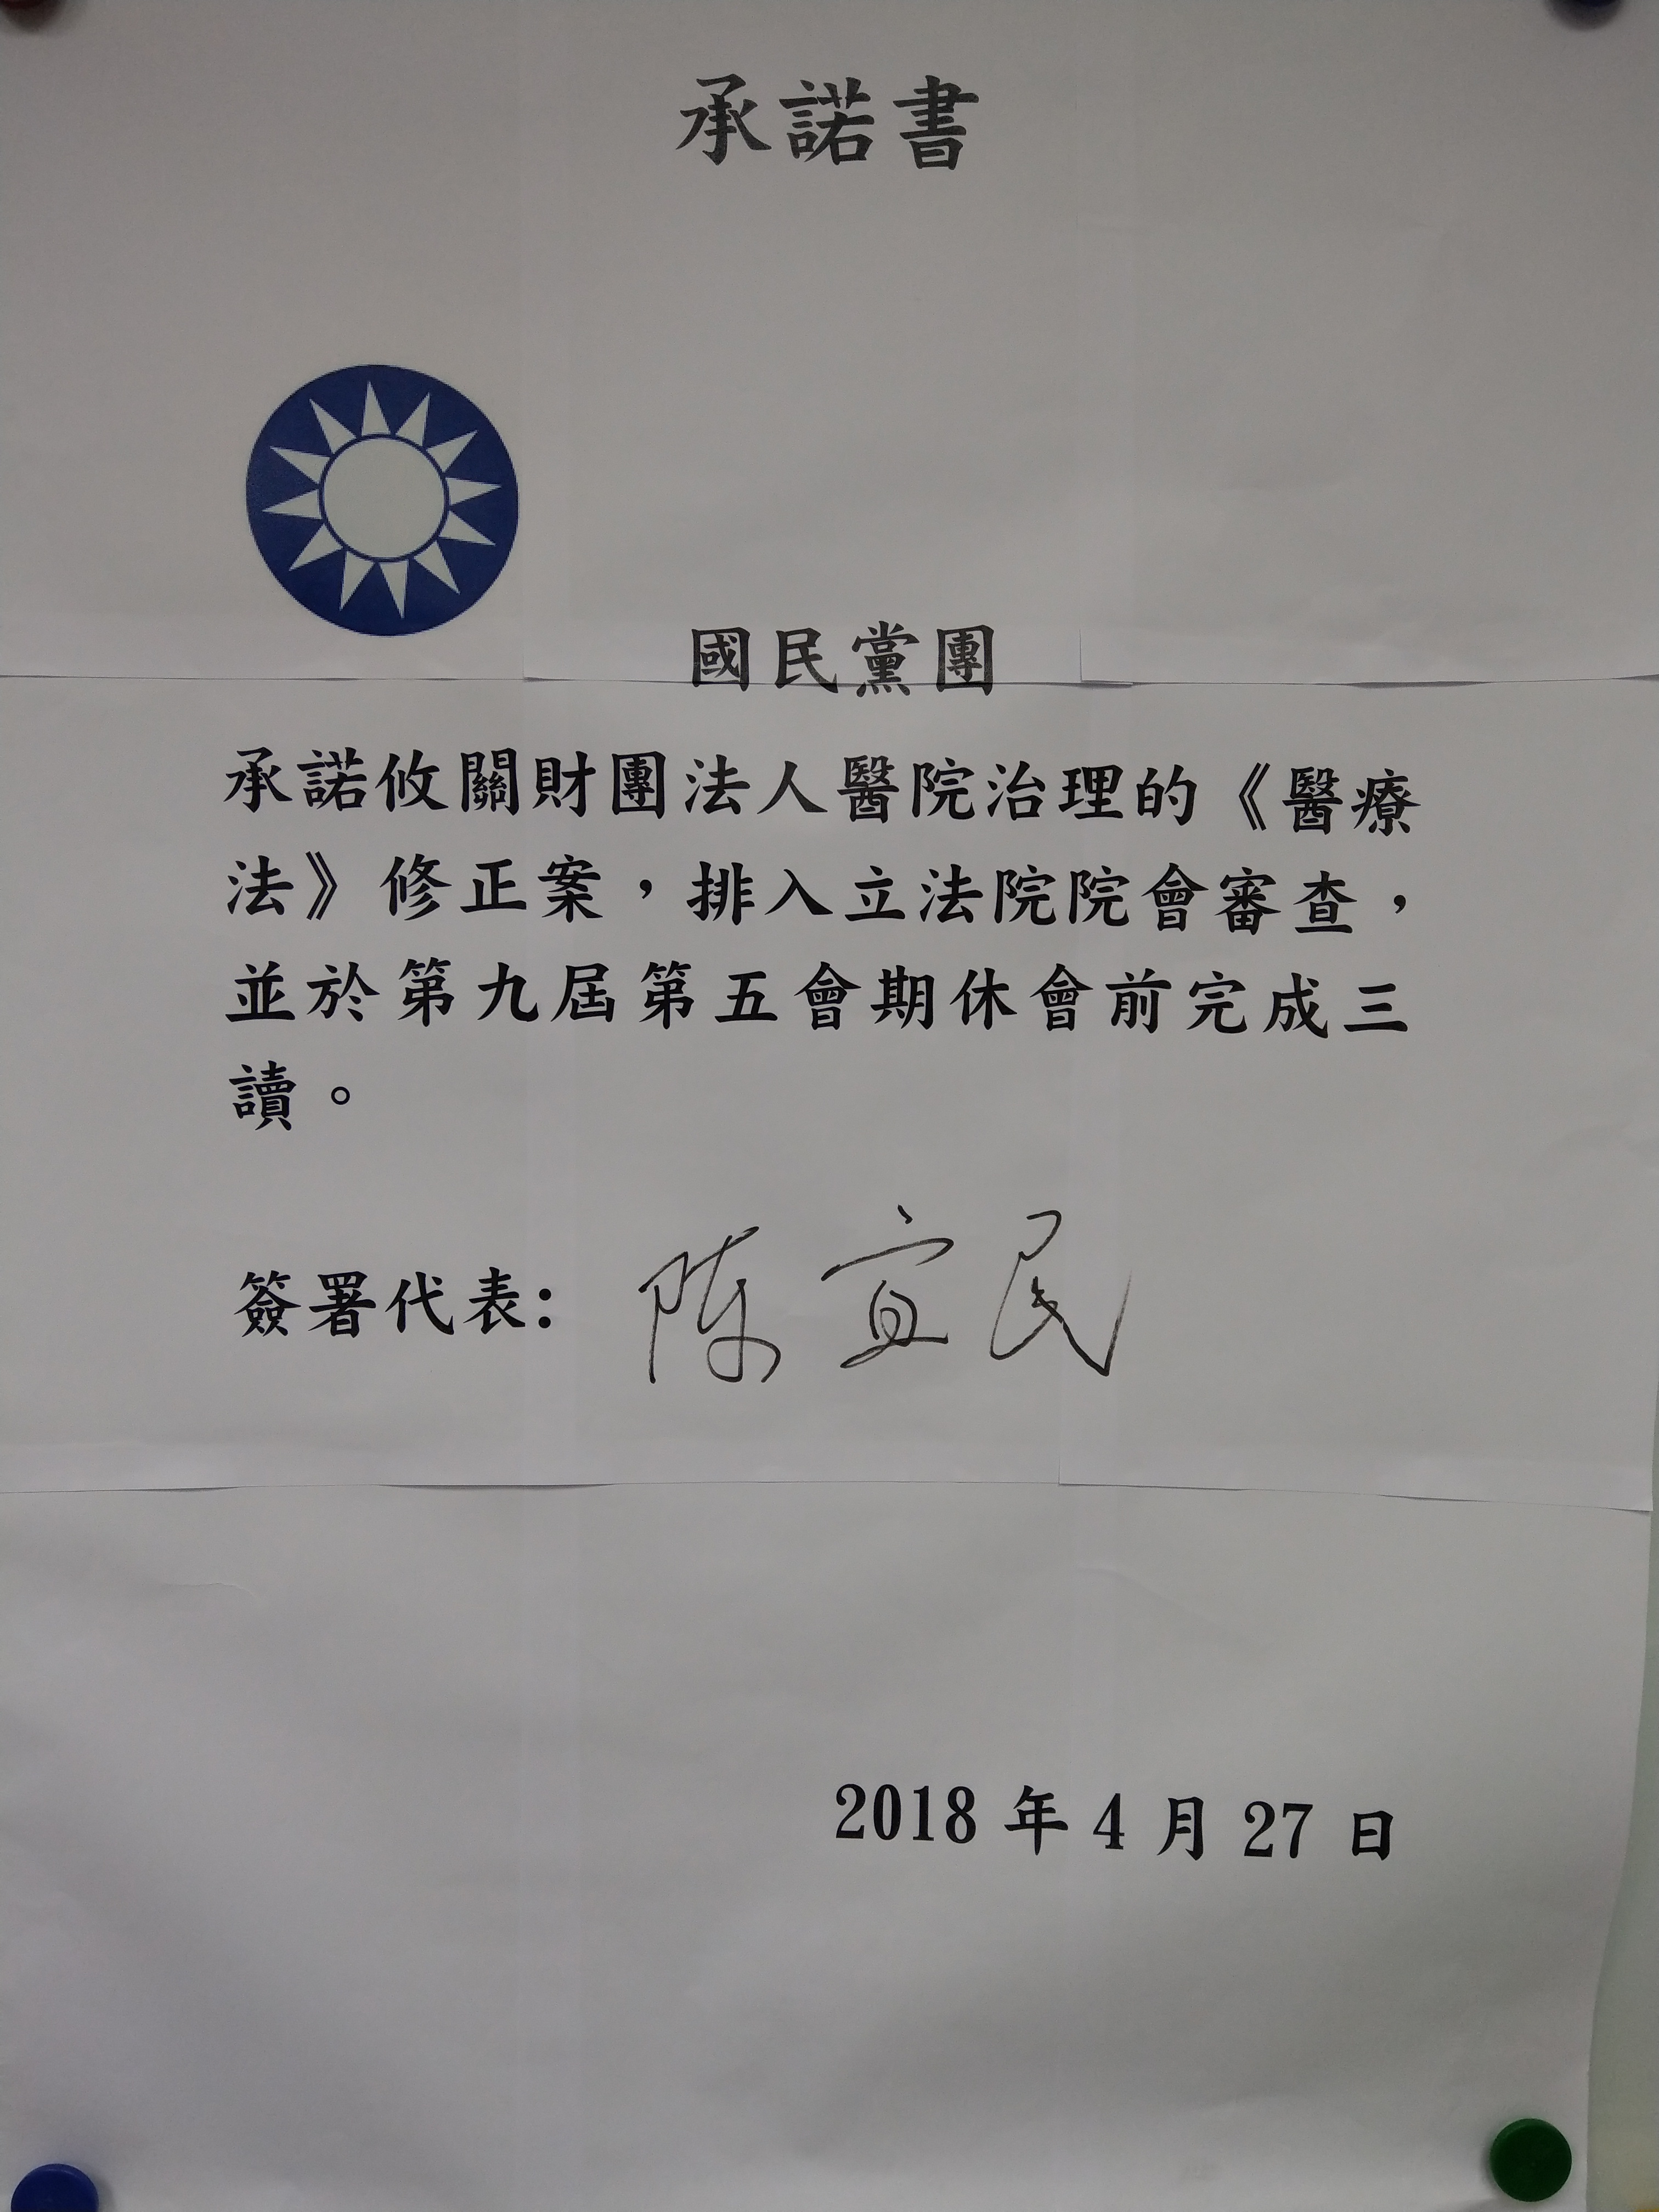 承諾書
國民黨團
承諾攸關財團法人醫院治理的《醫療
法》修正案，排入立法院院會審查，
並於第九屆第五會期休會前完成三
讀。
簽署代表: 陳宜民
2018 年 4 月 27 日